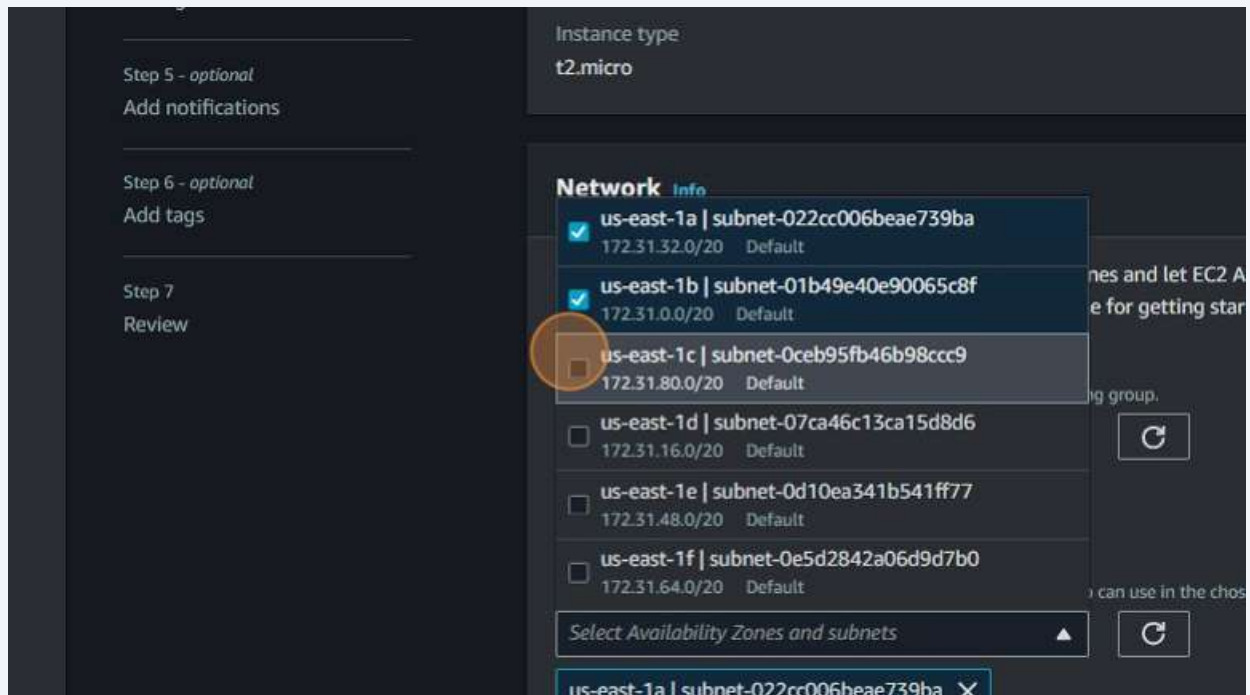 Step 5 - optional
Add notifications
Step 6 - optional
Add tags
Step 7
Review
Instance type
t2.micro
Network Info
us-east-1a | subnet-022cc006beae739ba
172.31.32.0/20 Default
us-east-1b | subnet-01b49e40e90065c8f
172.31.0.0/20 Default
us-east-1c | subnet-0ceb95fb46b98ccc9
172.31.80.0/20 Default
us-east-1d | subnet-07ca46c13ca15d8d6
172.31.16.0/20 Default
us-east-1e | subnet-0d10ea341b541ff77
172.31.48.0/20 Default
us-east-1f | subnet-0e5d2842a06d9d7b0
172.31.64.0/20 Default
and let EC2
for getting
group.
can use in the
Select Availability Zones and subnets
us-east-1a | subnet-022cc006beae739ba